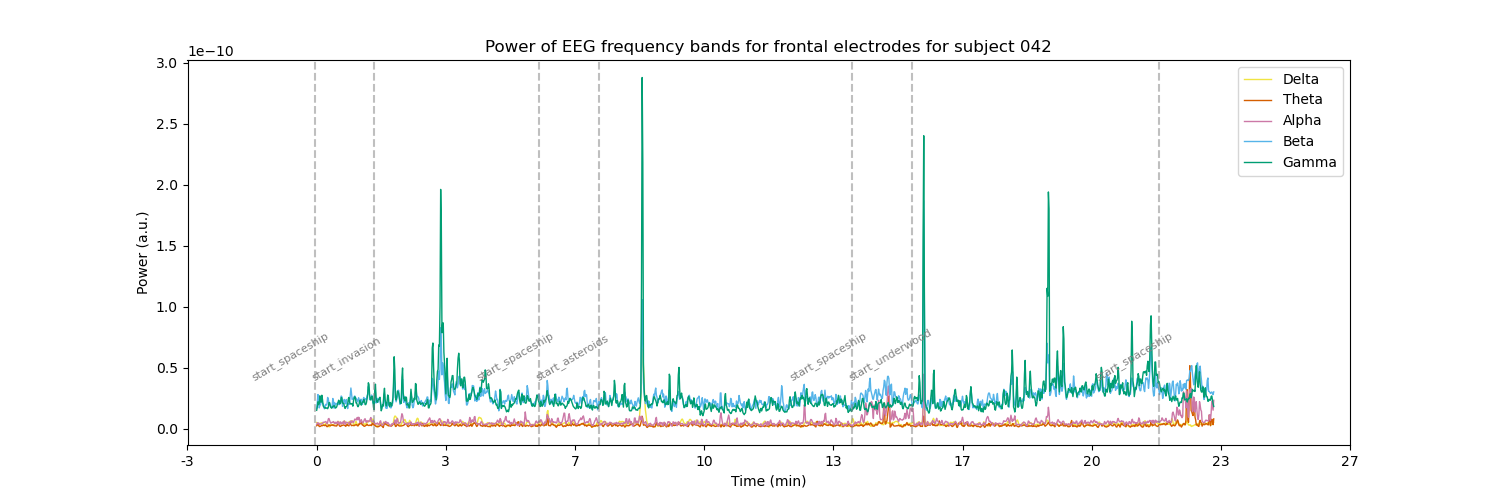 Power of EEG frequency bands for frontal electrodes for subject 042
1e−10
3.0
2.5
2.0
1.5
1.0
0.5
0.0
Power (a.u.)
start_spaceship
start_invasion
start_spaceship
start_asteroids
start_spaceship
start_underwood
start_spaceship
Delta
Theta
Alpha
Beta
Gamma
-3 0 3 7 10 13 17 20 23 27
Time (min)